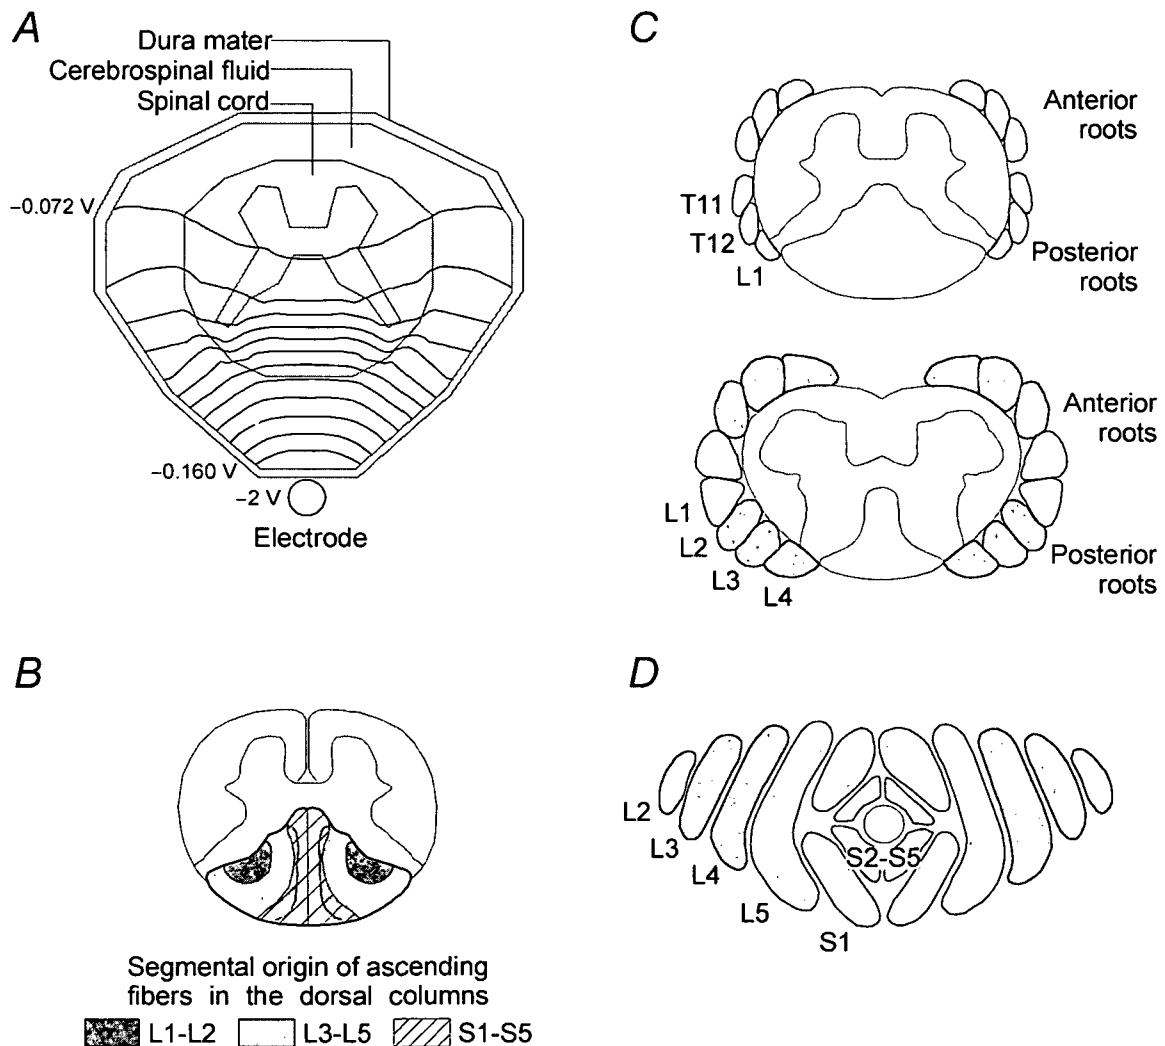 A
Dura mater
Cerebrospinal fluid
Spinal cord
−0.072 V
−0.160 V
−2 V
Electrode
B
Segmental origin of ascending
fibers in the dorsal columns
L1-L2
L3-L5
S1-S5
C
Anterior
roots
T11
T12
L1
Posterior
roots
Anterior
roots
L1
L2
L3
L4
Posterior
roots
D
L2
L3
L4
L5
S1
S2-S5